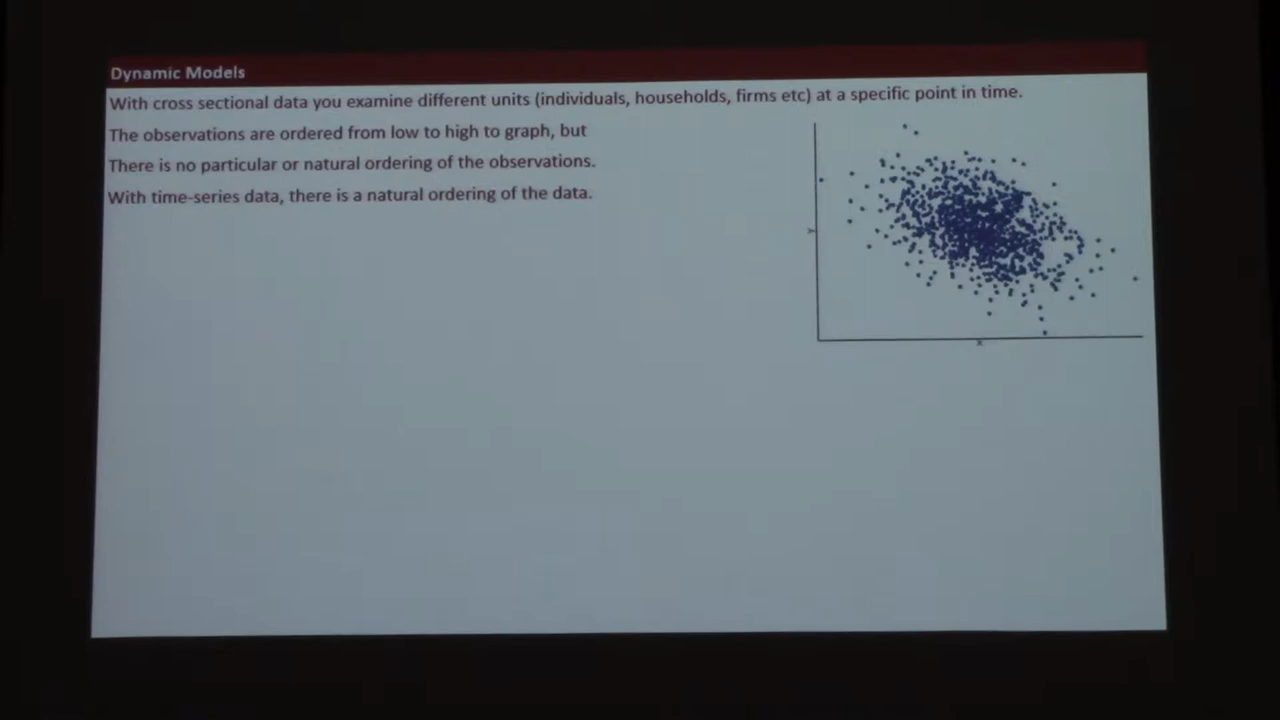 Dynamic Models
With cross sectional data you examine different units (individuals, households, firms etc) at a specific point in time.
The observations are ordered from low to high to graph, but
There is no particular or natural ordering of the observations.
With time-series data, there is a natural ordering of the data.
Y
X